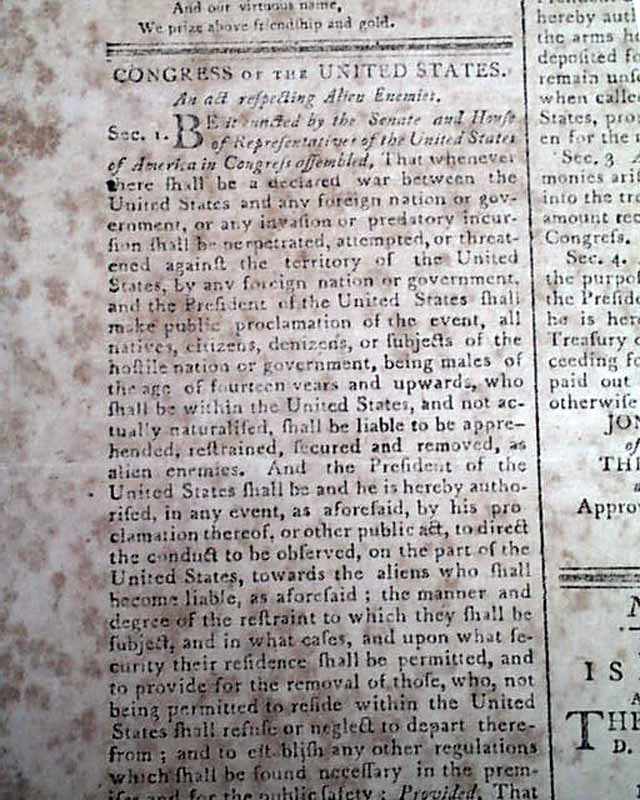 And our virtuous name,
We prize above friendship and gold.
CONGRESS OF THE UNITED STATES.
An act reſpecting Alien Enemies.
Sec. 1. BE it enacted by the Senate and Houſe
of Repreſentatives of the United States
of America in Congreſs aſſembled, That whenever
there ſhall be a declared war between the
United States and any foreign nation or gov-
ernment, or any invaſion or predatory incur-
ſion ſhall be perpetrated, attempted, or threat-
ened againſt the territory of the United
States, by any foreign nation or government,
and the Preſident of the United States ſhall
make public proclamation of the event, all
natives, citizens, denizens, or ſubjects of the
hoſtile nation or government, being males of
the age of fourteen years and upwards, who
ſhall be within the United States, and not ac-
tually naturaliſed, ſhall be liable to be appre-
hended, reſtrained, ſecured and removed, as
alien enemies. And the Preſident of the
United States ſhall be and he is hereby autho-
riſed, in any event, as aforeſaid, by his pro
clamation thereof, or other public act, to direct
the conduct to be obſerved, on the part of the
United States, towards the aliens who ſhall
become liable, as aforeſaid ; the manner and
degree of the reſtraint to which they ſhall be
ſubject, and in what caſes, and upon what ſe-
curity their reſidence ſhall be permitted, and
to provide for the removal of thoſe, who, not
being permitted to reſide within the United
States ſhall refuſe or neglect to depart there-
from ; and to eſt bliſh any other regulations
which ſhall be found neceſſary in the prem-
iſes and for the public ſafety : Provided, That
hereby auth
the arms he
depoſited fo
remain unſ
when calle
States, pro
en for the
Sec. 3
monies ariſ
into the tre
amount rec
Congreſs.
Sec. 4.
the purpo
the Preſid
he is here
Treaſury o
ceeding fo
paid out
otherwiſe
JON
of
TH
Approv
N
I S
THE
D.